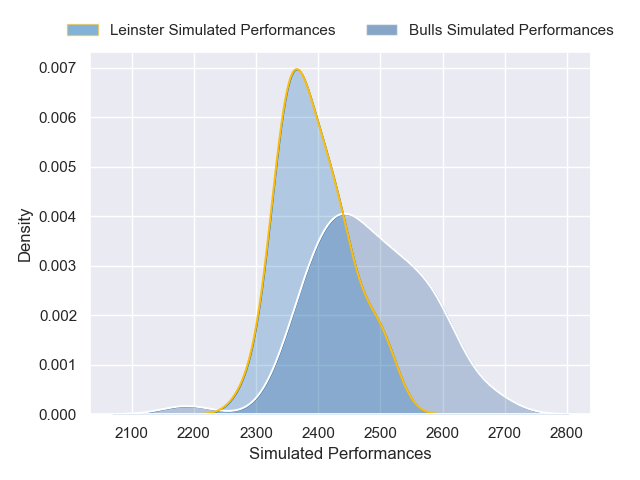 Leinster Simulated Performances
Bulls Simulated Performances
0.007
0.006
0.005
0.004
0.003
0.002
0.001
0.000
Density
2100 2200 2300 2400 2500 2600 2700 2800
Simulated Performances